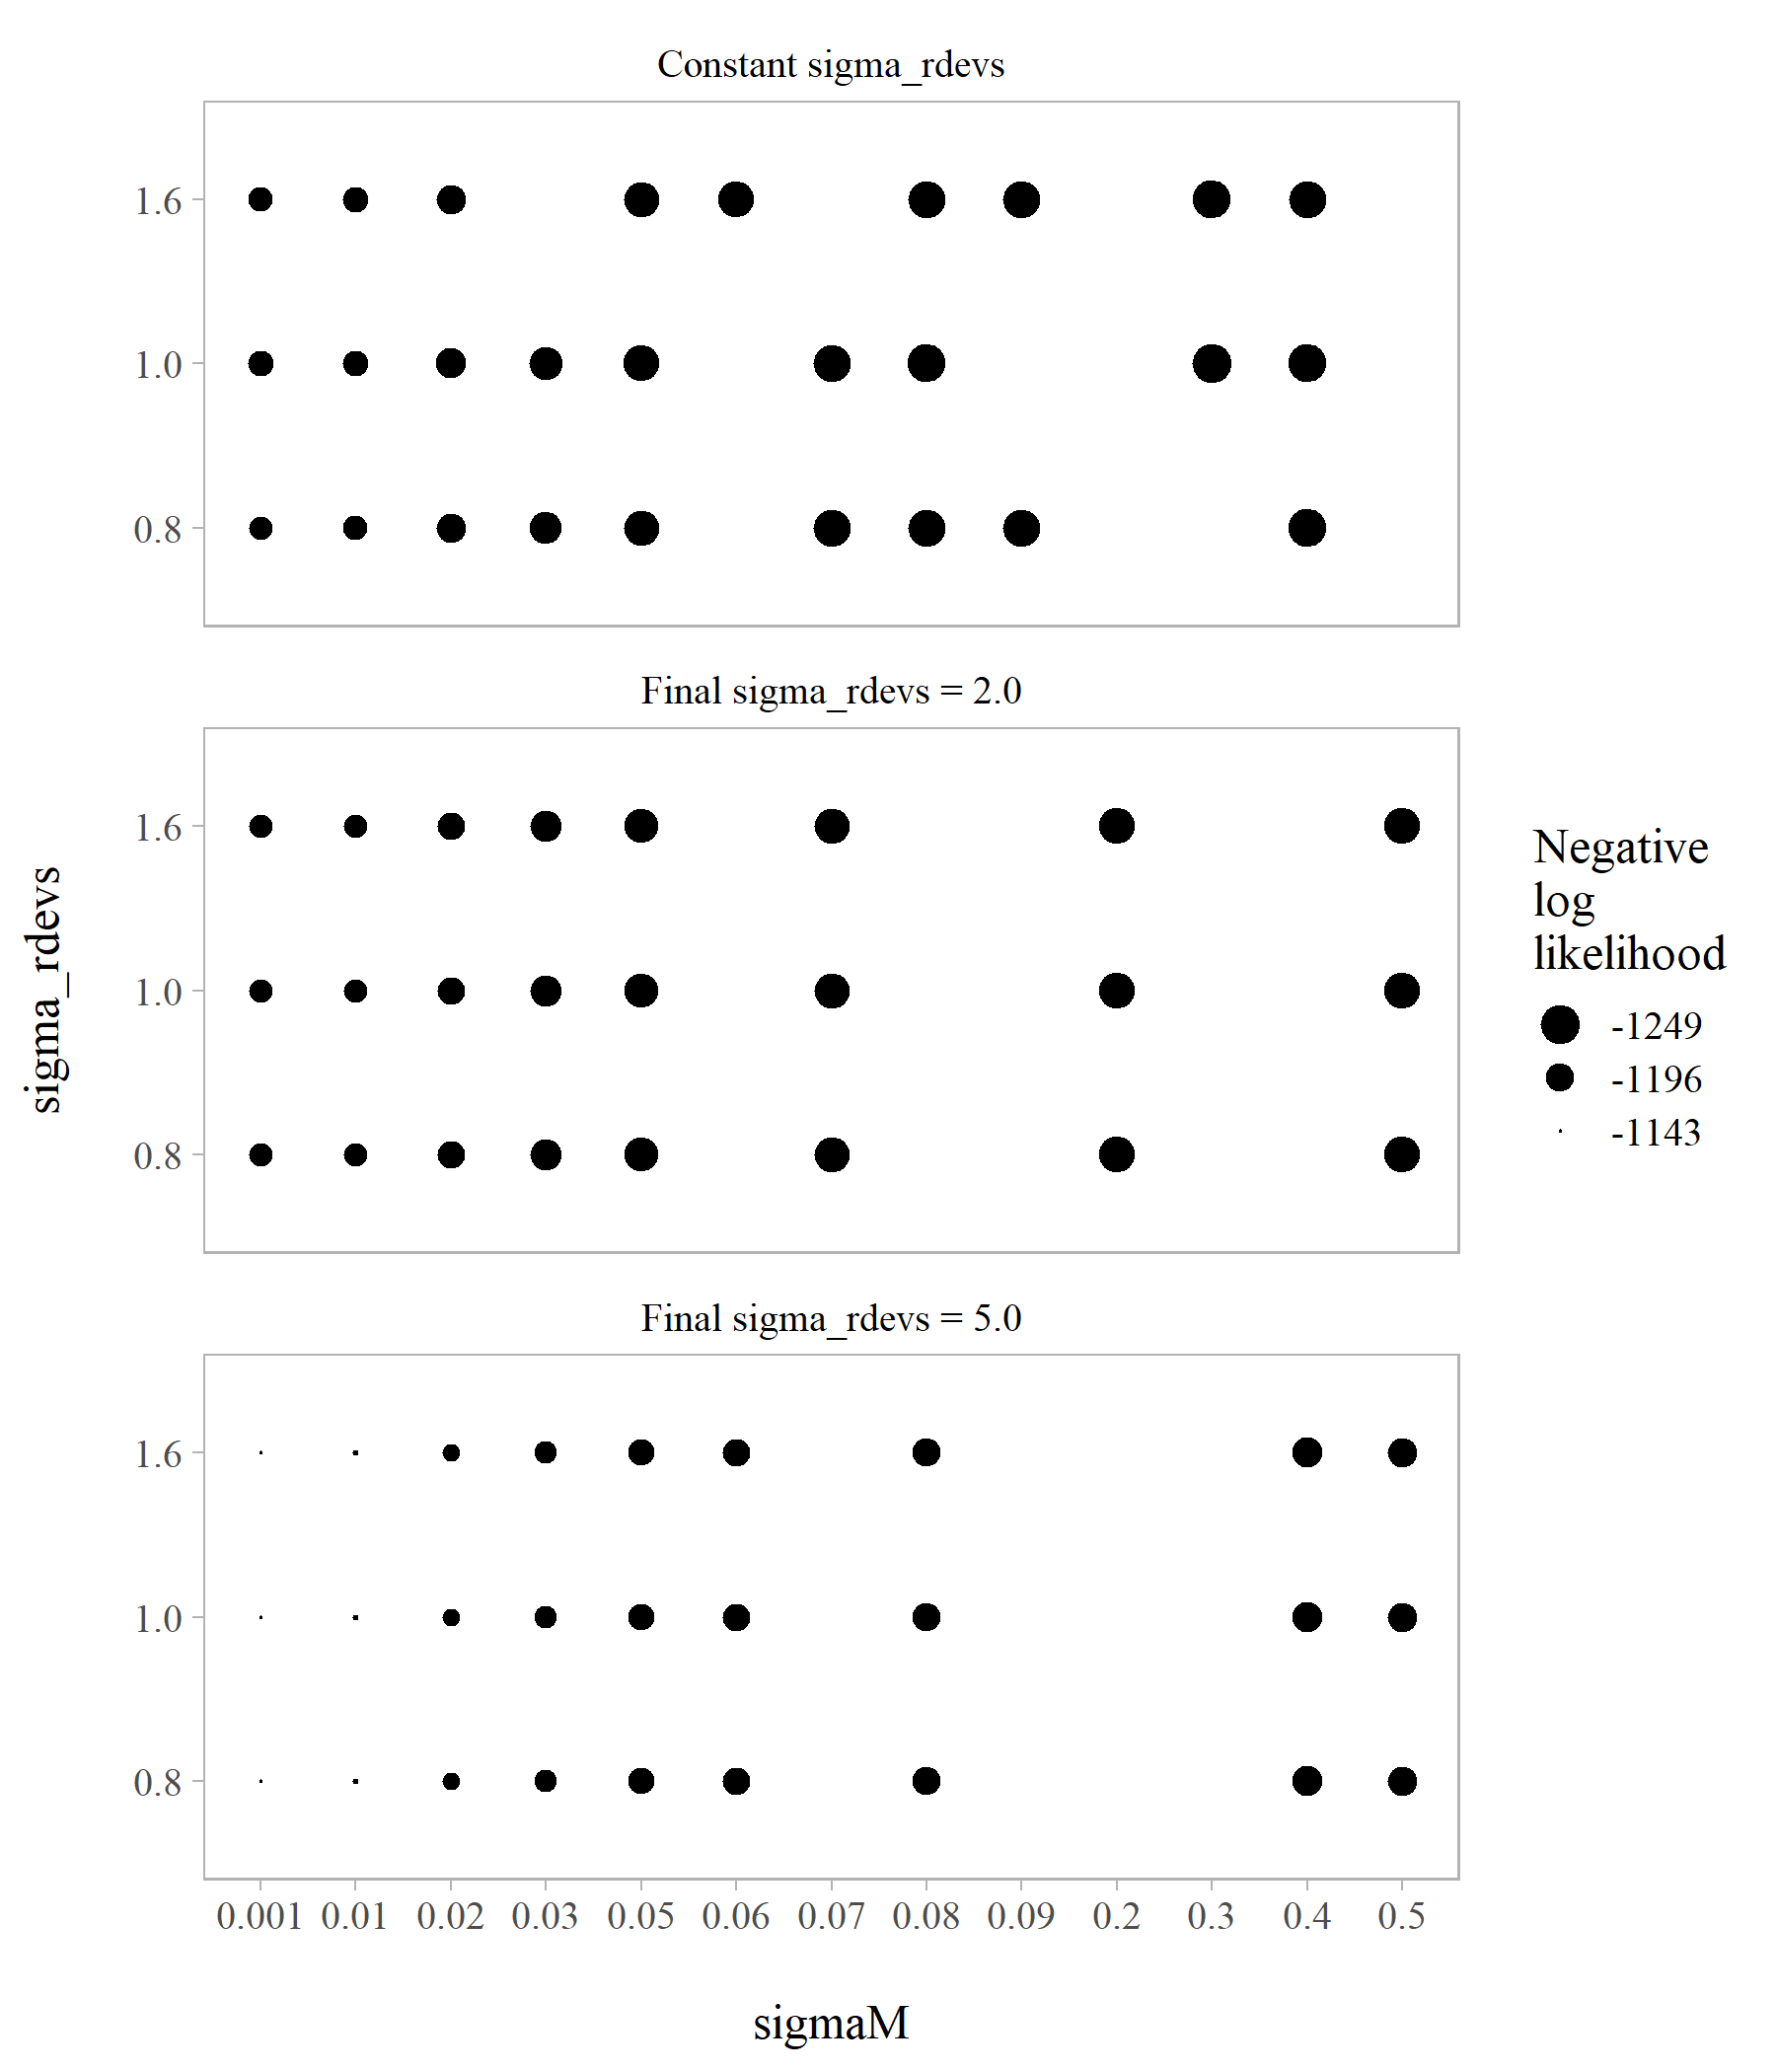 Constant sigma_rdevs
1.6
1.0
0.8
Final sigma_rdevs = 2.0
1.6
1.0
0.8
sigma_rdevs
Final sigma_rdevs = 5.0
1.6
1.0
0.8
0.001 0.01 0.02 0.03 0.05 0.06 0.07 0.08 0.09 0.2 0.3 0.4 0.5
sigmaM
Negative
log
likelihood
-1249
-1196
-1143